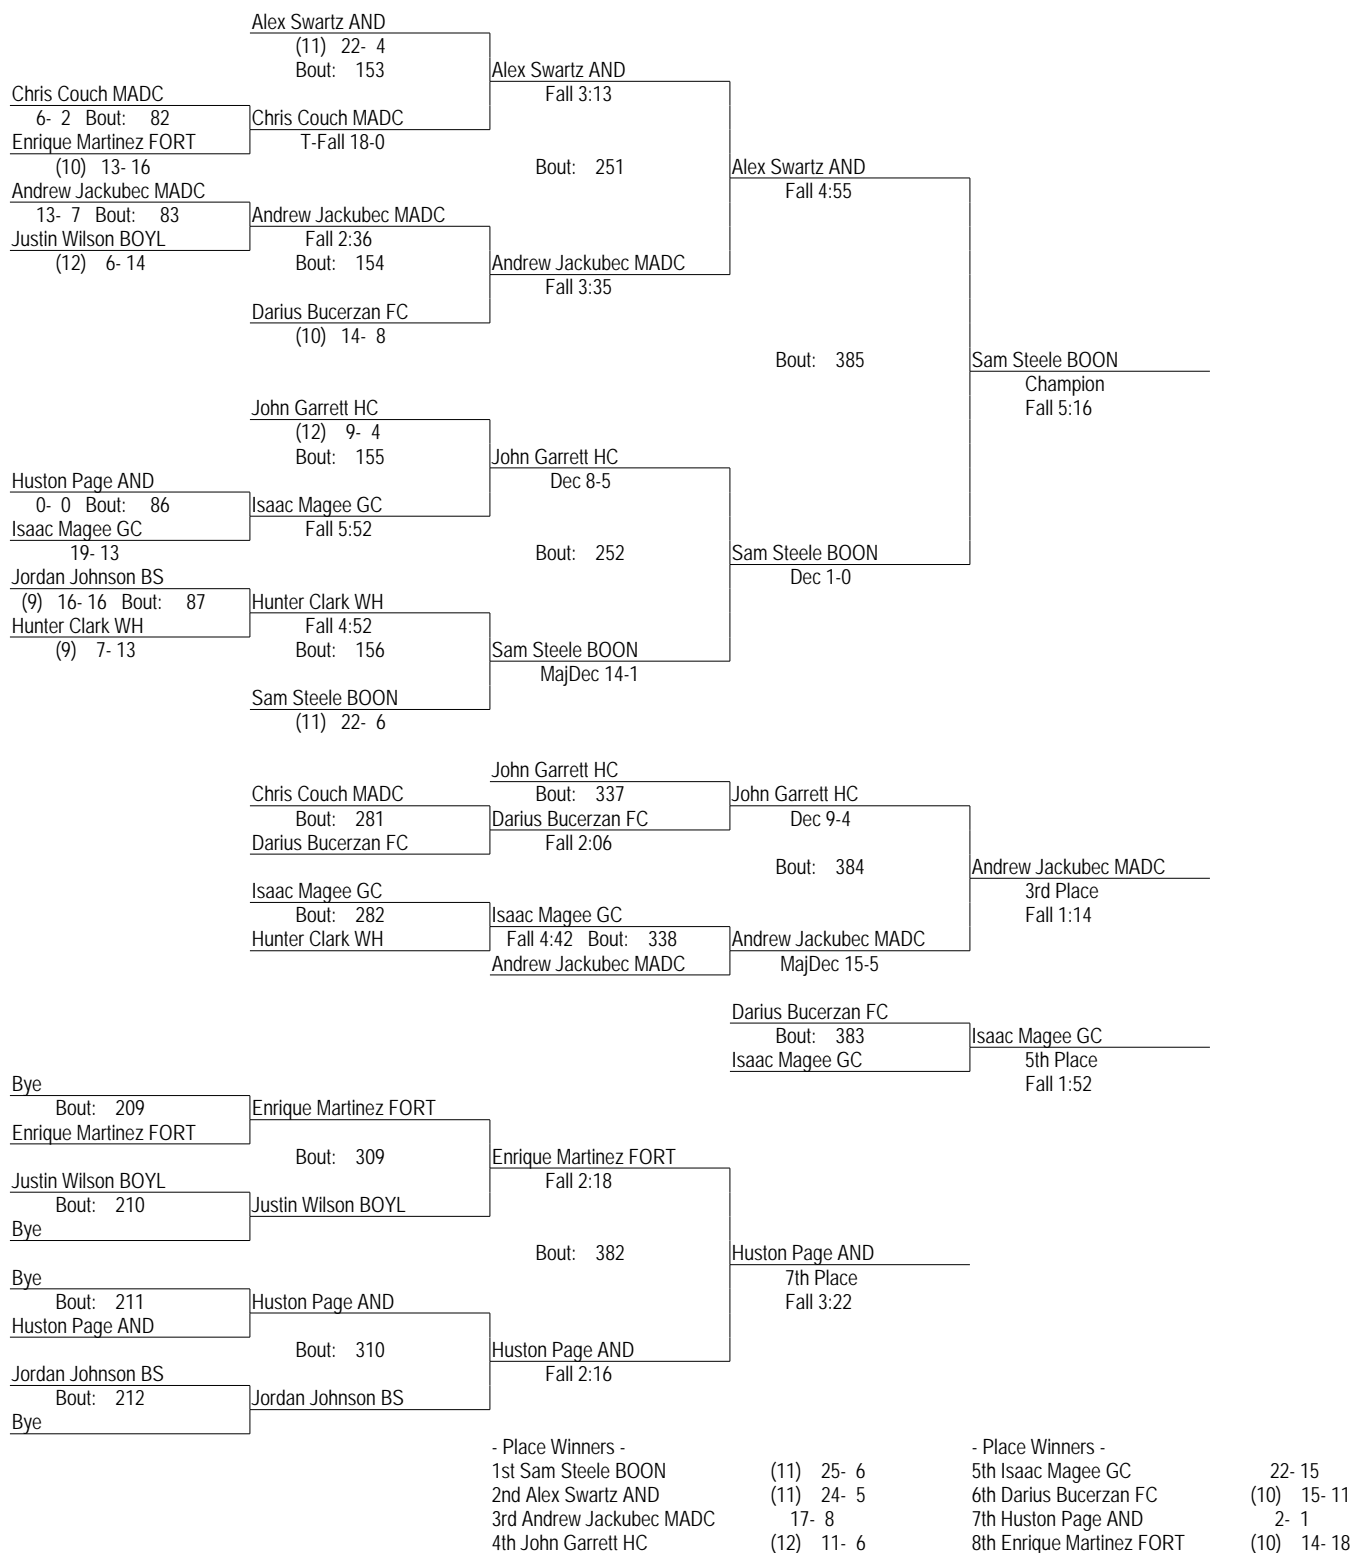 Alex Swartz AND
(11) 22- 4
Bout: 153
Alex Swartz AND
Fall 3:13
Chris Couch MADC
6- 2 Bout: 82
Chris Couch MADC
T-Fall 18-0
Enrique Martinez FORT
(10) 13- 16
Bout: 251
Alex Swartz AND
Fall 4:55
Andrew Jackubec MADC
13- 7 Bout: 83
Andrew Jackubec MADC
Fall 2:36
Justin Wilson BOYL
(12) 6- 14
Bout: 154
Andrew Jackubec MADC
Fall 3:35
Darius Bucerzan FC
(10) 14- 8
Bout: 385
Sam Steele BOON
Champion
Fall 5:16
John Garrett HC
(12) 9- 4
Bout: 155
John Garrett HC
Dec 8-5
Huston Page AND
0- 0 Bout: 86
Isaac Magee GC
Fall 5:52
Isaac Magee GC
19- 13
Bout: 252
Sam Steele BOON
Dec 1-0
Jordan Johnson BS
(9) 16- 16 Bout: 87
Hunter Clark WH
Fall 4:52
Hunter Clark WH
(9) 7- 13
Bout: 156
Sam Steele BOON
MajDec 14-1
Sam Steele BOON
(11) 22- 6
John Garrett HC
Bout: 337
John Garrett HC
Dec 9-4
Chris Couch MADC
Bout: 281
Darius Bucerzan FC
Fall 2:06
Darius Bucerzan FC
Bout: 384
Andrew Jackubec MADC
3rd Place
Fall 1:14
Isaac Magee GC
Bout: 282
Isaac Magee GC
Fall 4:42 Bout: 338
Hunter Clark WH
Andrew Jackubec MADC
MajDec 15-5
Andrew Jackubec MADC
Darius Bucerzan FC
Bout: 383
Isaac Magee GC
5th Place
Fall 1:52
Isaac Magee GC
Bye
Bout: 209
Enrique Martinez FORT
Enrique Martinez FORT
Bout: 309
Enrique Martinez FORT
Fall 2:18
Justin Wilson BOYL
Bout: 210
Justin Wilson BOYL
Bye
Bout: 382
Huston Page AND
7th Place
Fall 3:22
Bye
Bout: 211
Huston Page AND
Huston Page AND
Bout: 310
Huston Page AND
Fall 2:16
Jordan Johnson BS
Bout: 212
Jordan Johnson BS
Bye
- Place Winners -
1st Sam Steele BOON (11) 25- 6
2nd Alex Swartz AND (11) 24- 5
3rd Andrew Jackubec MADC 17- 8
4th John Garrett HC (12) 11- 6
- Place Winners -
5th Isaac Magee GC 22- 15
6th Darius Bucerzan FC (10) 15- 11
7th Huston Page AND 2- 1
8th Enrique Martinez FORT (10) 14- 18